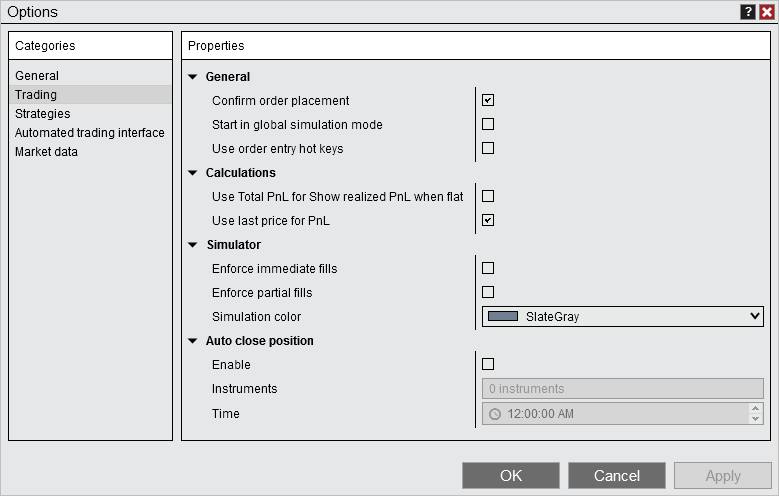 Options
?
Categories
General
Trading
Strategies
Automated trading interface
Market data
Properties
General
Confirm order placement
Start in global simulation mode
Use order entry hot keys
Calculations
Use Total PnL for Show realized PnL when flat
Use last price for PnL
Simulator
Enforce immediate fills
Enforce partial fills
Simulation color SlateGray
Auto close position
Enable
Instruments 0 instruments
Time 12:00:00 AM
OK Cancel Apply